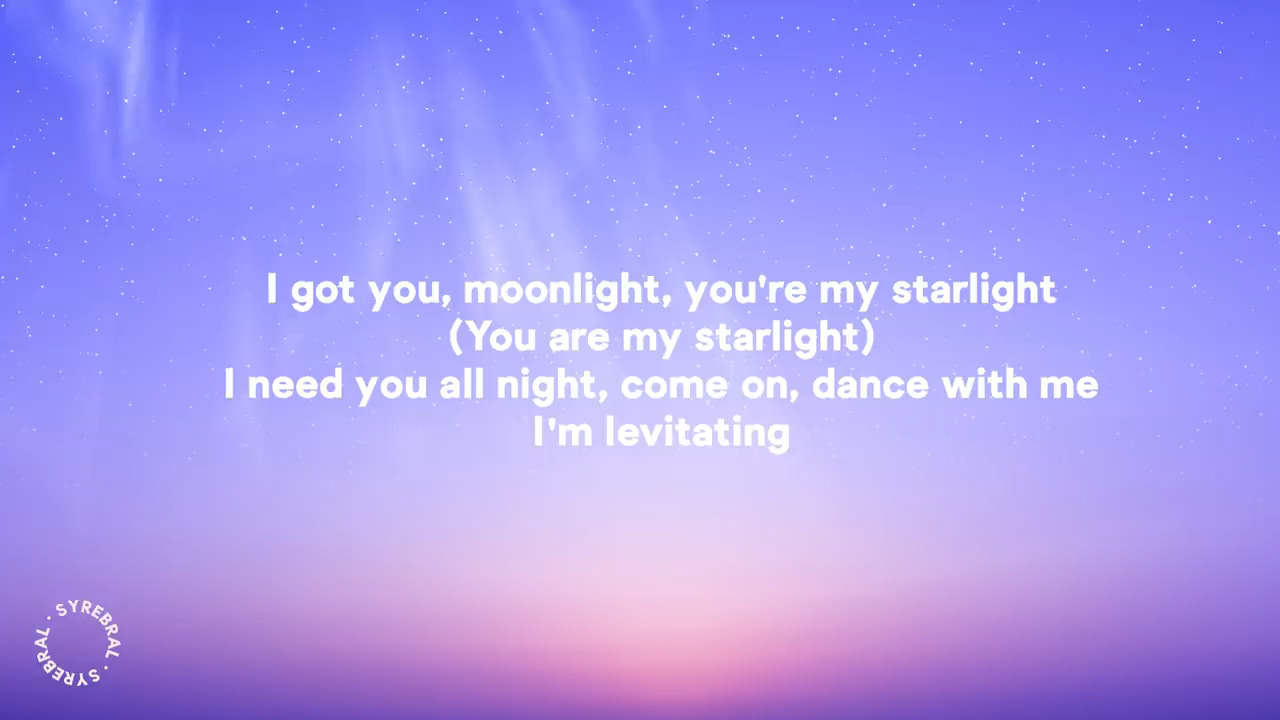 I got you, moonlight, you're my starlight
(You are my starlight)
I need you all night, come on, dance with me
I'm levitating
SYREBRAL · SYREBRAL ·